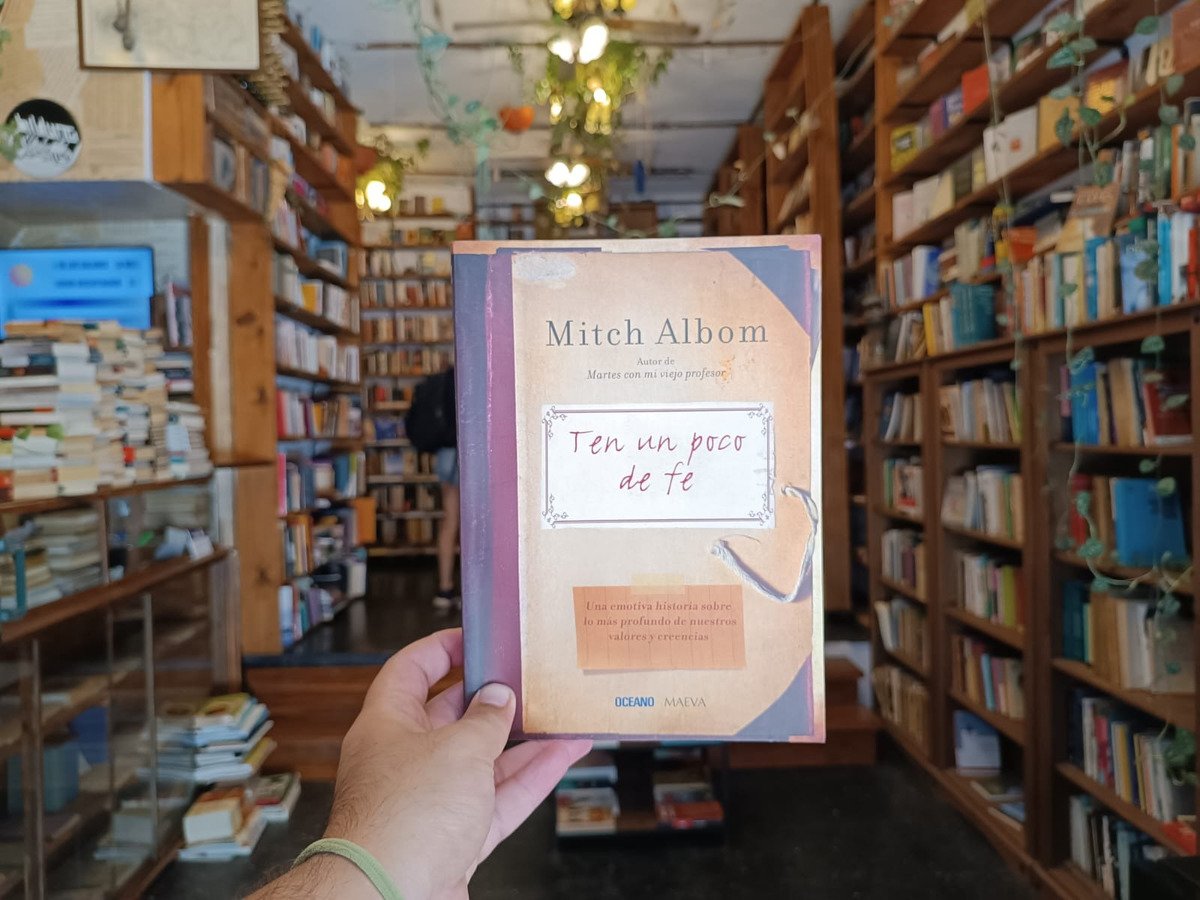 Mitch Albom
Autor de
Martes con mi viejo profesor
Ten un poco
de fe
Una emotiva historia sobre
lo más profundo de nuestros
valores y creencias
OCEANO MAEVA